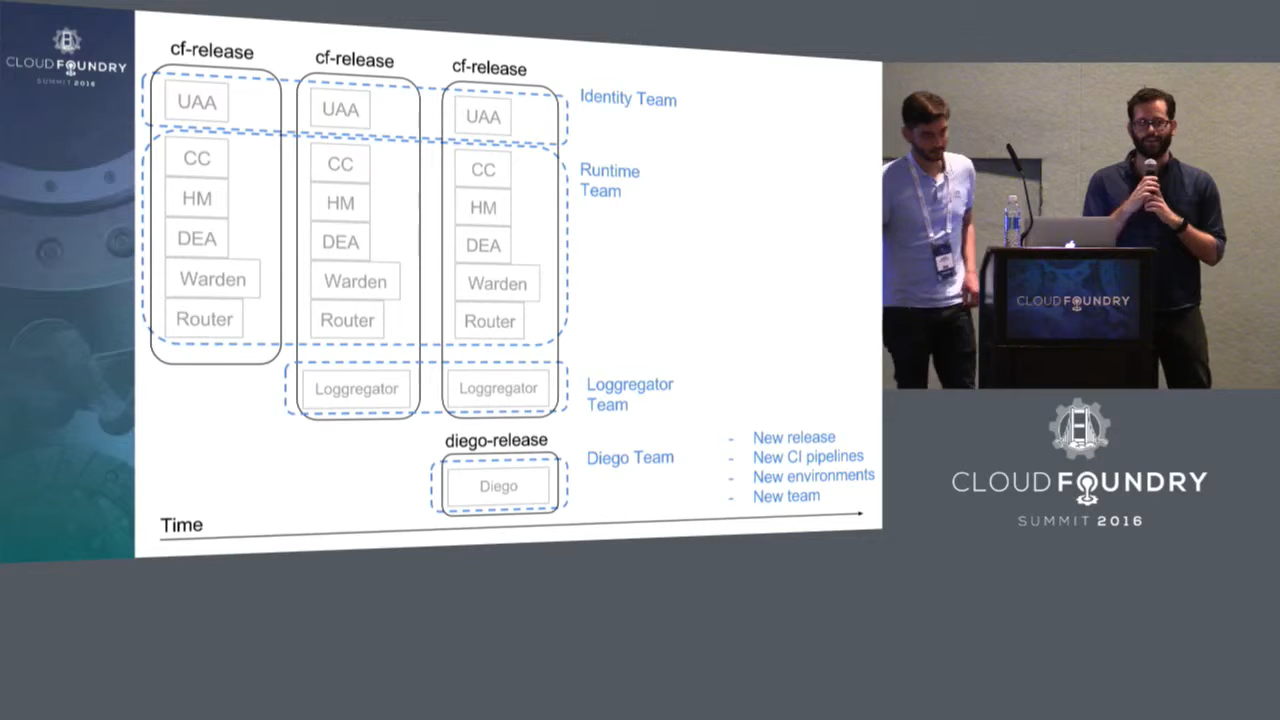 CLOUD FOUNDRY
SUMMIT 2016
cf-release
cf-release
cf-release
UAA
UAA
UAA
Identity Team
CC
CC
CC
Runtime
Team
HM
HM
HM
DEA
DEA
DEA
Warden
Warden
Warden
Router
Router
Router
Loggregator
Loggregator
Loggregator
Team
diego-release
Diego
Diego Team
- New release
- New CI pipelines
- New environments
- New team
Time
CLOUD FOUNDRY
CLOUD FOUNDRY
SUMMIT 2016